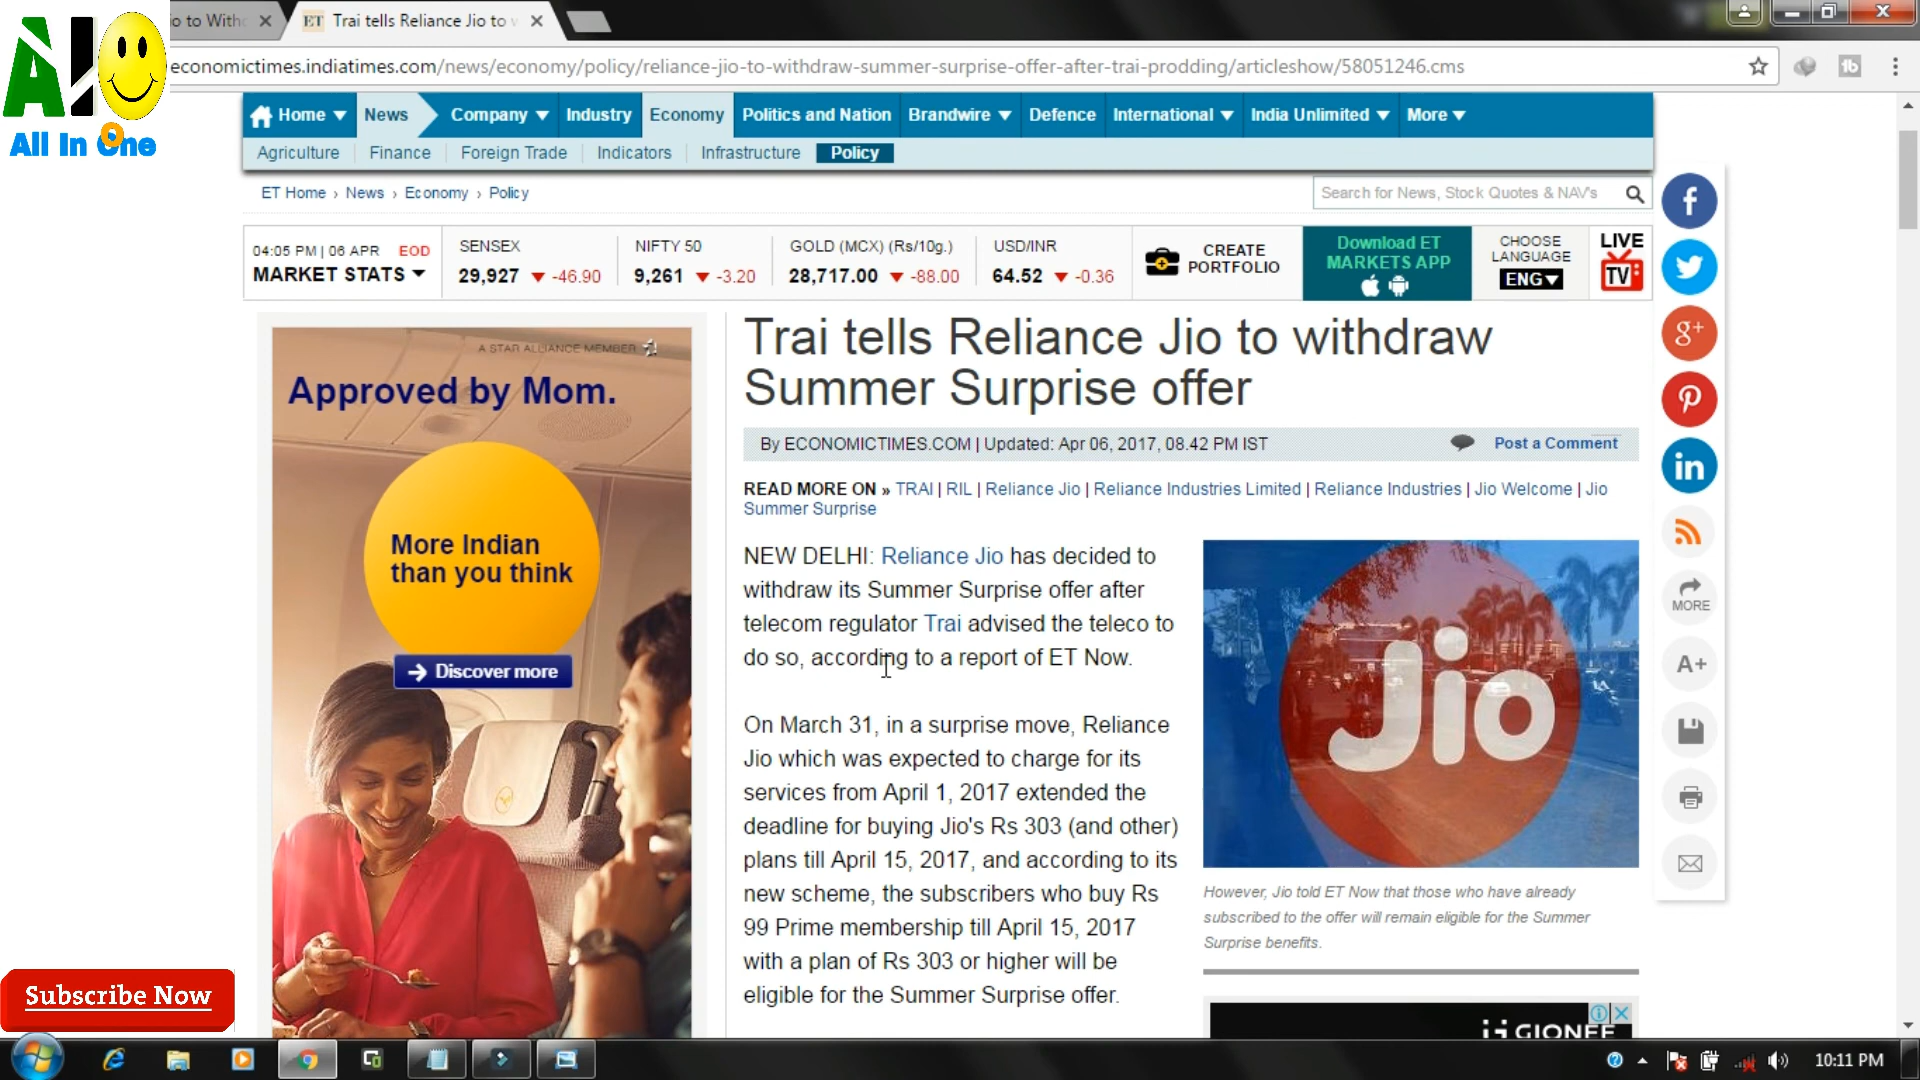 AIO
All In One
io to With
ET Trai tells Reliance Jio to w
economictimes.indiatimes.com/news/economy/policy/reliance-jio-to-withdraw-summer-surprise-offer-after-trai-prodding/articleshow/58051246.cms
Home News Company Industry Economy Politics and Nation Brandwire Defence International India Unlimited More
Agriculture Finance Foreign Trade Indicators Infrastructure Policy
ET Home › News › Economy › Policy
Search for News, Stock Quotes & NAV's
04:05 PM | 06 APR EOD
MARKET STATS
SENSEX
29,927 -46.90
NIFTY 50
9,261 -3.20
GOLD (MCX) (Rs/10g.)
28,717.00 -88.00
USD/INR
64.52 -0.36
CREATE
PORTFOLIO
Download ET
MARKETS APP
CHOOSE
LANGUAGE
ENG
LIVE
TV
A STAR ALLIANCE MEMBER
Approved by Mom.
More Indian
than you think
Discover more
Trai tells Reliance Jio to withdraw
Summer Surprise offer
By ECONOMICTIMES.COM | Updated: Apr 06, 2017, 08.42 PM IST
Post a Comment
READ MORE ON » TRAI | RIL | Reliance Jio | Reliance Industries Limited | Reliance Industries | Jio Welcome | Jio
Summer Surprise
NEW DELHI: Reliance Jio has decided to
withdraw its Summer Surprise offer after
telecom regulator Trai advised the teleco to
do so, according to a report of ET Now.
On March 31, in a surprise move, Reliance
Jio which was expected to charge for its
services from April 1, 2017 extended the
deadline for buying Jio's Rs 303 (and other)
plans till April 15, 2017, and according to its
new scheme, the subscribers who buy Rs
99 Prime membership till April 15, 2017
with a plan of Rs 303 or higher will be
eligible for the Summer Surprise offer.
Jio
However, Jio told ET Now that those who have already
subscribed to the offer will remain eligible for the Summer
Surprise benefits.
GIONEE
f
g+
in
MORE
A+
Subscribe Now
10:11 PM